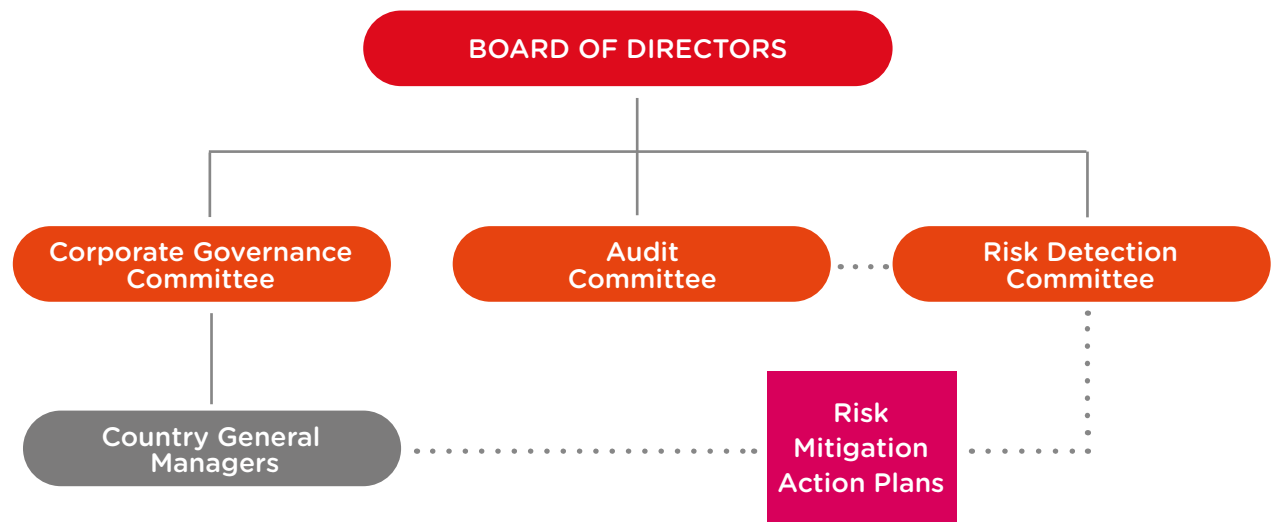 BOARD OF DIRECTORS
Corporate Governance
Committee
Audit
Committee
Risk Detection
Committee
Country General
Managers
Risk
Mitigation
Action Plans